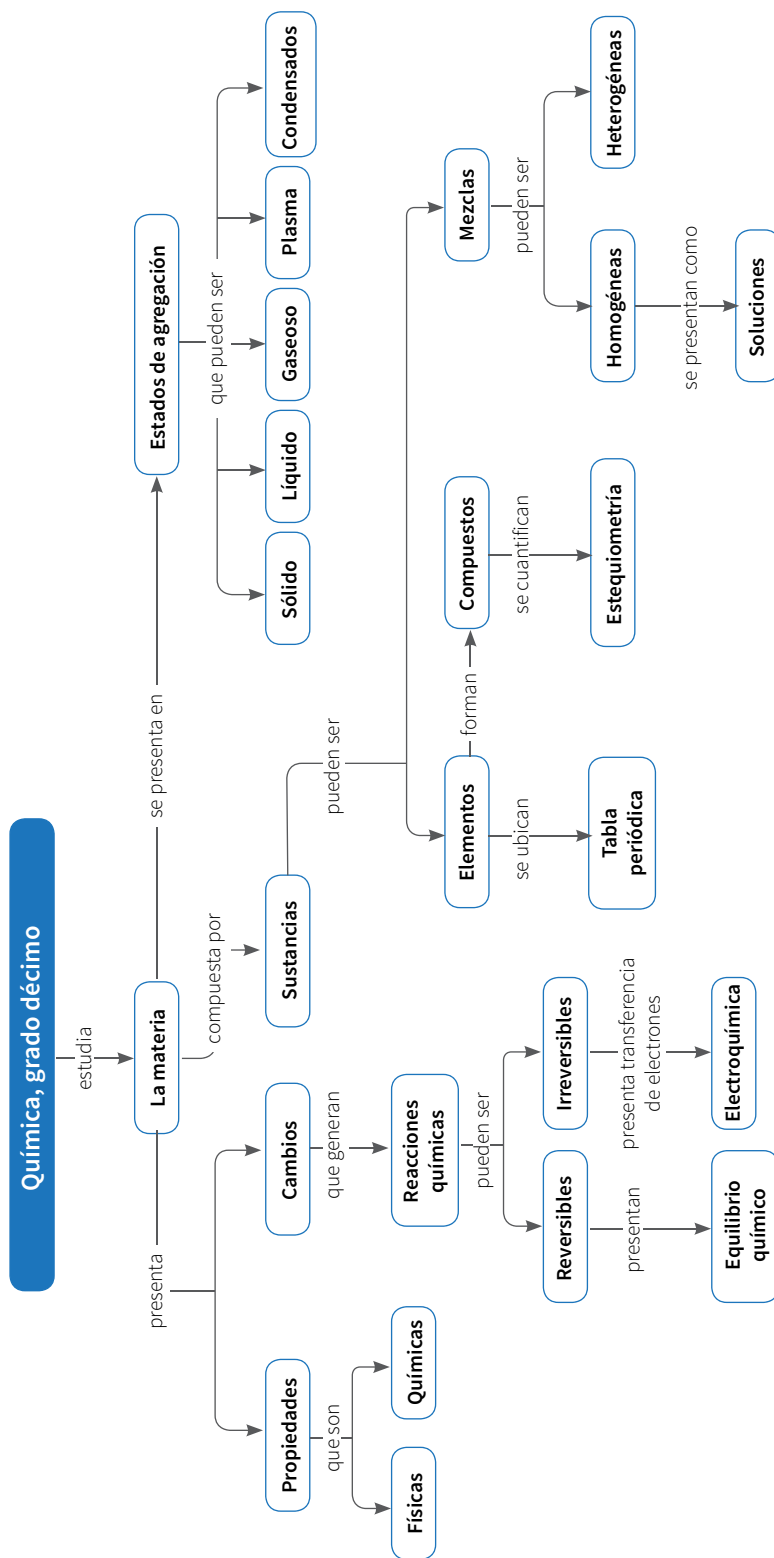 Química, grado décimo
estudia
La materia
presenta
compuesta por
se presenta en
Propiedades
que son
Físicas
Químicas
Cambios
que generan
Reacciones
químicas
pueden ser
Reversibles
presentan
Equilibrio
químico
Irreversibles
presenta transferencia
de electrones
Electroquímica
Sustancias
pueden ser
Elementos
se ubican
Tabla
periódica
forman
Compuestos
se cuantifican
Estequiometría
Mezclas
pueden ser
Homogéneas
se presentan como
Soluciones
Heterogéneas
Estados de agregación
que pueden ser
Sólido
Líquido
Gaseoso
Plasma
Condensados